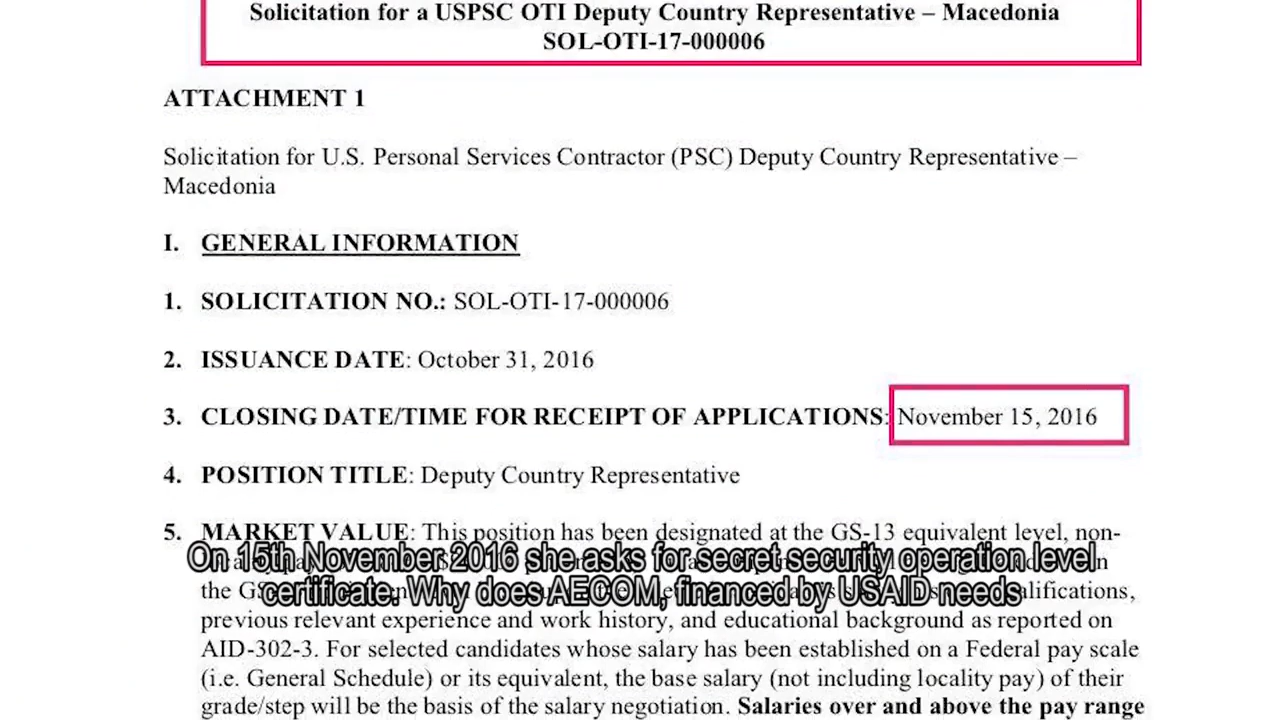 Solicitation for a USPSC OTI Deputy Country Representative – Macedonia
SOL-OTI-17-000006
ATTACHMENT 1
Solicitation for U.S. Personal Services Contractor (PSC) Deputy Country Representative –
Macedonia
I. GENERAL INFORMATION
1. SOLICITATION NO.: SOL-OTI-17-000006
2. ISSUANCE DATE: October 31, 2016
3. CLOSING DATE/TIME FOR RECEIPT OF APPLICATIONS: November 15, 2016
4. POSITION TITLE: Deputy Country Representative
5. MARKET VALUE: This position has been designated at the GS-13 equivalent level, non-
On 15th November 2016 she asks for secret security operation level
the
certificate. Why does AECOM, financed by USAID needs
previous relevant experience and work history, and educational background as reported on
AID-302-3. For selected candidates whose salary has been established on a Federal pay scale
(i.e. General Schedule) or its equivalent, the base salary (not including locality pay) of their
grade/step will be the basis of the salary negotiation. Salaries over and above the pay range